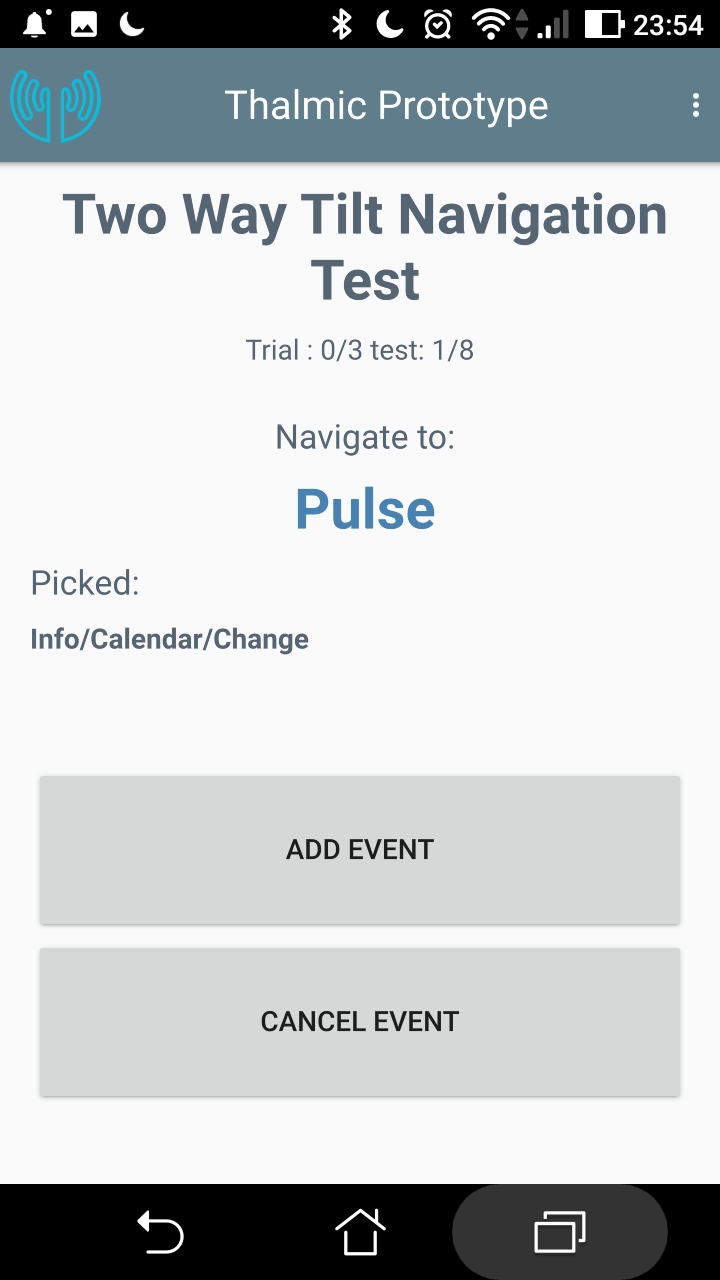 23:54
Thalmic Prototype
Two Way Tilt Navigation
Test
Trial : 0/3 test: 1/8
Navigate to:
Pulse
Picked:
Info/Calendar/Change
ADD EVENT
CANCEL EVENT